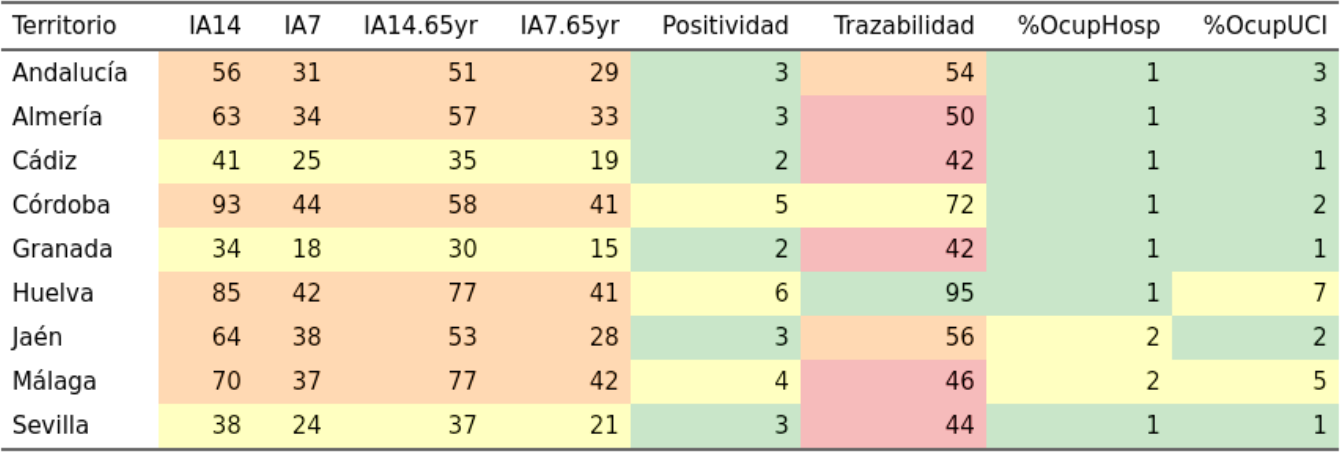 Territorio IA14 IA7 IA14.65yr IA7.65yr Positividad Trazabilidad %OcupHosp %OcupUCI
Andalucía 56 31 51 29 3 54 1 3
Almería 63 34 57 33 3 50 1 3
Cádiz 41 25 35 19 2 42 1 1
Córdoba 93 44 58 41 5 72 1 2
Granada 34 18 30 15 2 42 1 1
Huelva 85 42 77 41 6 95 1 7
Jaén 64 38 53 28 3 56 2 2
Málaga 70 37 77 42 4 46 2 5
Sevilla 38 24 37 21 3 44 1 1